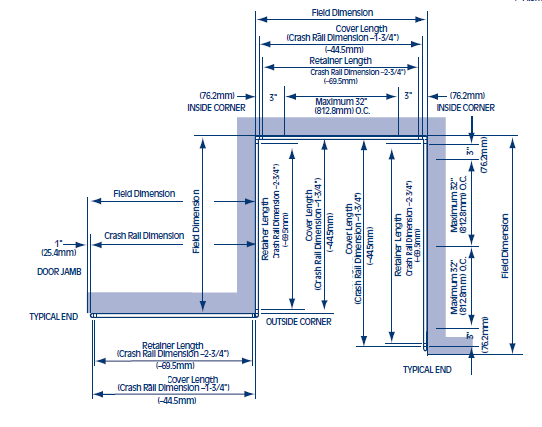 Field Dimension
Cover Length
(Crash Rail Dimension -1-3/4")
(-44.5mm)
Retainer Length
Crash Rail Dimension -2-3/4")
(-69.5mm)
(76.2mm)
INSIDE CORNER
3"
Maximum 32"
(812.8mm) O.C.
3"
(76.2mm)
INSIDE CORNER
Field Dimension
Crash Rail Dimension
1"
(25.4mm)
DOOR JAMB
TYPICAL END
Field Dimension
Retainer Length
Crash Rail Dimension -2-3/4")
(-69.5mm)
Cover Length
(Crash Rail Dimension -1-3/4")
(-44.5mm)
Cover Length
(Crash Rail Dimension -1-3/4")
(-44.5mm)
Retainer Length
Crash Rail Dimension -2-3/4")
(-69.5mm)
3"
(76.2mm)
Maximum 32"
(812.8mm) O.C.
Maximum 32"
(812.8mm) O.C.
3"
(76.2mm)
Field Dimension
OUTSIDE CORNER
TYPICAL END
Retainer Length
(Crash Rail Dimension -2-3/4")
(-69.5mm)
Cover Length
(Crash Rail Dimension -1-3/4")
(-44.5mm)